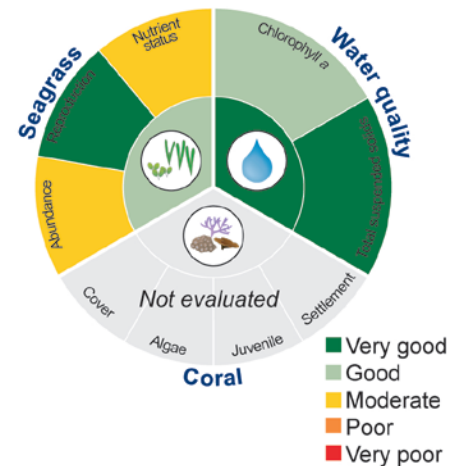 Seagrass
Nutrient
status
Reproduction
Abundance
Water quality
Chlorophyll a
Total suspended solids
Cover
Algae
Juvenile
Settlement
Not evaluated
Coral
Very good
Good
Moderate
Poor
Very poor